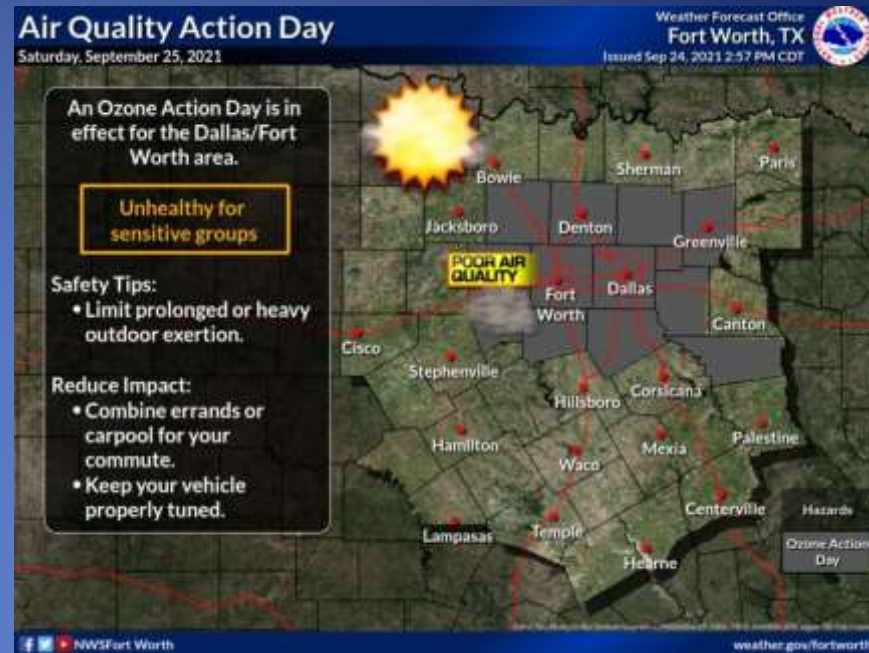 Air Quality Action Day
Saturday, September 25, 2021
Weather Forecast Office
Fort Worth, TX
Issued Sep 24, 2021 2:57 PM CDT
An Ozone Action Day is in
effect for the Dallas/Fort
Worth area.
Unhealthy for
sensitive groups
Safety Tips:
• Limit prolonged or heavy
outdoor exertion.
Reduce Impact:
• Combine errands or
carpool for your
commute.
• Keep your vehicle
properly tuned.
Bowie
Sherman
Paris
Jacksboro
Denton
Greenville
POOR AIR
QUALITY
Fort
Worth
Dallas
Canton
Cisco
Stephenville
Hillsboro
Corsicana
Hamilton
Waco
Mexia
Palestine
Lampasas
Temple
Centerville
Hearne
Hazards
Ozone Action
Day
NWSFort Worth
weather.gov/fortworth